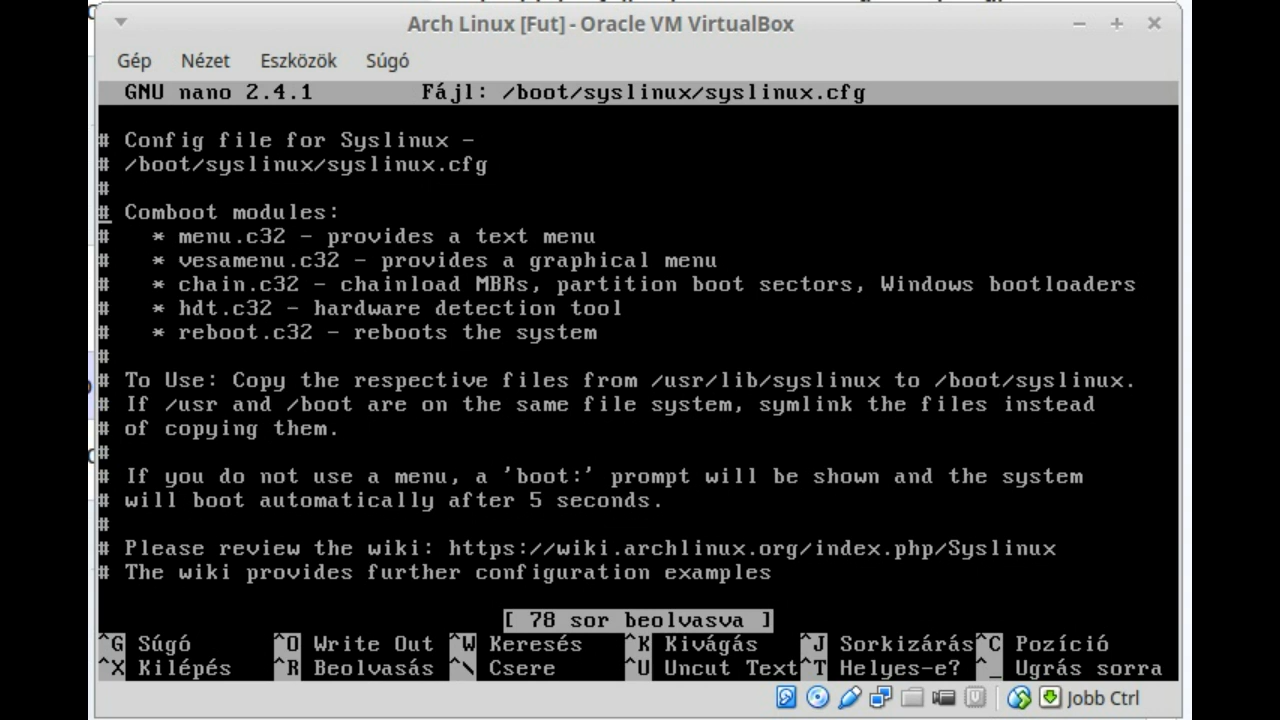 Arch Linux [Fut] - Oracle VM VirtualBox
Gép Nézet Eszközök Súgó
GNU nano 2.4.1 Fájl: /boot/syslinux/syslinux.cfg
# Config file for Syslinux -
# /boot/syslinux/syslinux.cfg
#
# Comboot modules:
# * menu.c32 - provides a text menu
# * vesamenu.c32 - provides a graphical menu
# * chain.c32 - chainload MBRs, partition boot sectors, Windows bootloaders
# * hdt.c32 - hardware detection tool
# * reboot.c32 - reboots the system
#
# To Use: Copy the respective files from /usr/lib/syslinux to /boot/syslinux.
# If /usr and /boot are on the same file system, symlink the files instead
# of copying them.
#
# If you do not use a menu, a 'boot:' prompt will be shown and the system
# will boot automatically after 5 seconds.
#
# Please review the wiki: https://wiki.archlinux.org/index.php/Syslinux
# The wiki provides further configuration examples
[ 78 sor beolvasva ]
^G Súgó ^O Write Out ^W Keresés ^K Kivágás ^J Sorkizárás ^C Pozíció
^X Kilépés ^R Beolvasás ^\ Csere ^U Uncut Text ^T Helyes-e? ^_ Ugrás sorra
Jobb Ctrl